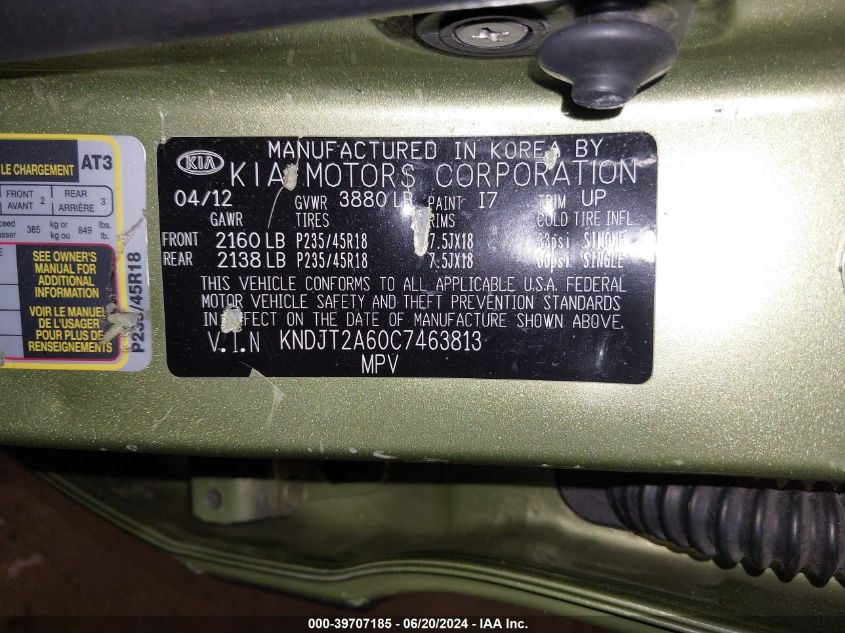 LE CHARGEMENT AT3
FRONT 2 REAR 3
AVANT ARRIÈRE
385 kg or 849 lbs.
kg ou lb.
SEE OWNER'S
MANUAL FOR
ADDITIONAL
INFORMATION
VOIR LE MANUEL
DE L'USAGER
POUR PLUS DE
RENSEIGNEMENTS
KIA
MANUFACTURED IN KOREA BY
KIA MOTORS CORPORATION
04/12 GVWR 3880 LB PAINT I7 TRIM UP
GAWR TIRES RIMS COLD TIRE INFL
FRONT 2160 LB P235/45R18 7.5JX18 33psi SINGLE
REAR 2138 LB P235/45R18 7.5JX18 33psi SINGLE
THIS VEHICLE CONFORMS TO ALL APPLICABLE U.S.A. FEDERAL
MOTOR VEHICLE SAFETY AND THEFT PREVENTION STANDARDS
IN EFFECT ON THE DATE OF MANUFACTURE SHOWN ABOVE.
V.I.N KNDJT2A60C7463813
MPV
000-39707185 - 06/20/2024 - IAA Inc.